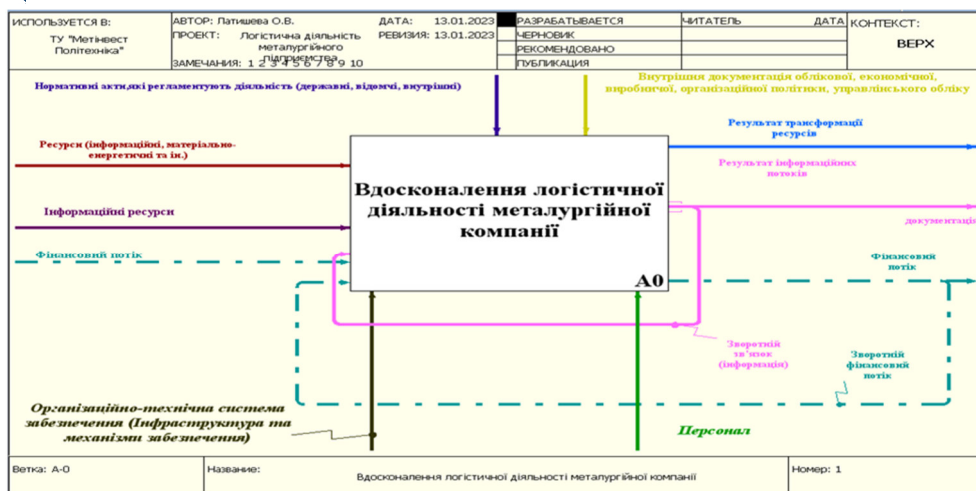 ИСПОЛЬЗУЕТСЯ В:
ТУ "Метінвест
Політехніка"
АВТОР: Латишева О.В.
ДАТА: 13.01.2023
ПРОЕКТ: Логістична діяльність
металургійного
підприємства
РЕВИЗИЯ: 13.01.2023
ЗАМЕЧАНИЯ: 1 2 3 4 5 6 7 8 9 10
РАЗРАБАТЫВАЕТСЯ
ЧЕРНОВИК
РЕКОМЕНДОВАНО
ПУБЛИКАЦИЯ
ЧИТАТЕЛЬ
ДАТА
КОНТЕКСТ:
ВЕРХ
Нормативні акти,які регламентують діяльність (державні, відомчі, внутрішні)
Внутрішня документація облікової, економічної,
виробничої, організаційної політики, управлінського обліку
Ресурси (інформаційні, матеріально-
енергетичні та ін.)
Інформаційні ресурси
Фінансовий потік
Вдосконалення логістичної
діяльності металургійної
компанії
A0
Результат трансформації
ресурсів
Результат інформаційних
потоків
документація
Фінансовий
потік
Зворотній
зв'язок
(інформація)
Зворотній
фінансовий
потік
Організаційно-технічна система
забезпечення (Інфраструктура та
механізми забезпечення)
Персонал
Ветка: A-0
Название:
Вдосконалення логістичної діяльності металургійної компанії
Номер: 1